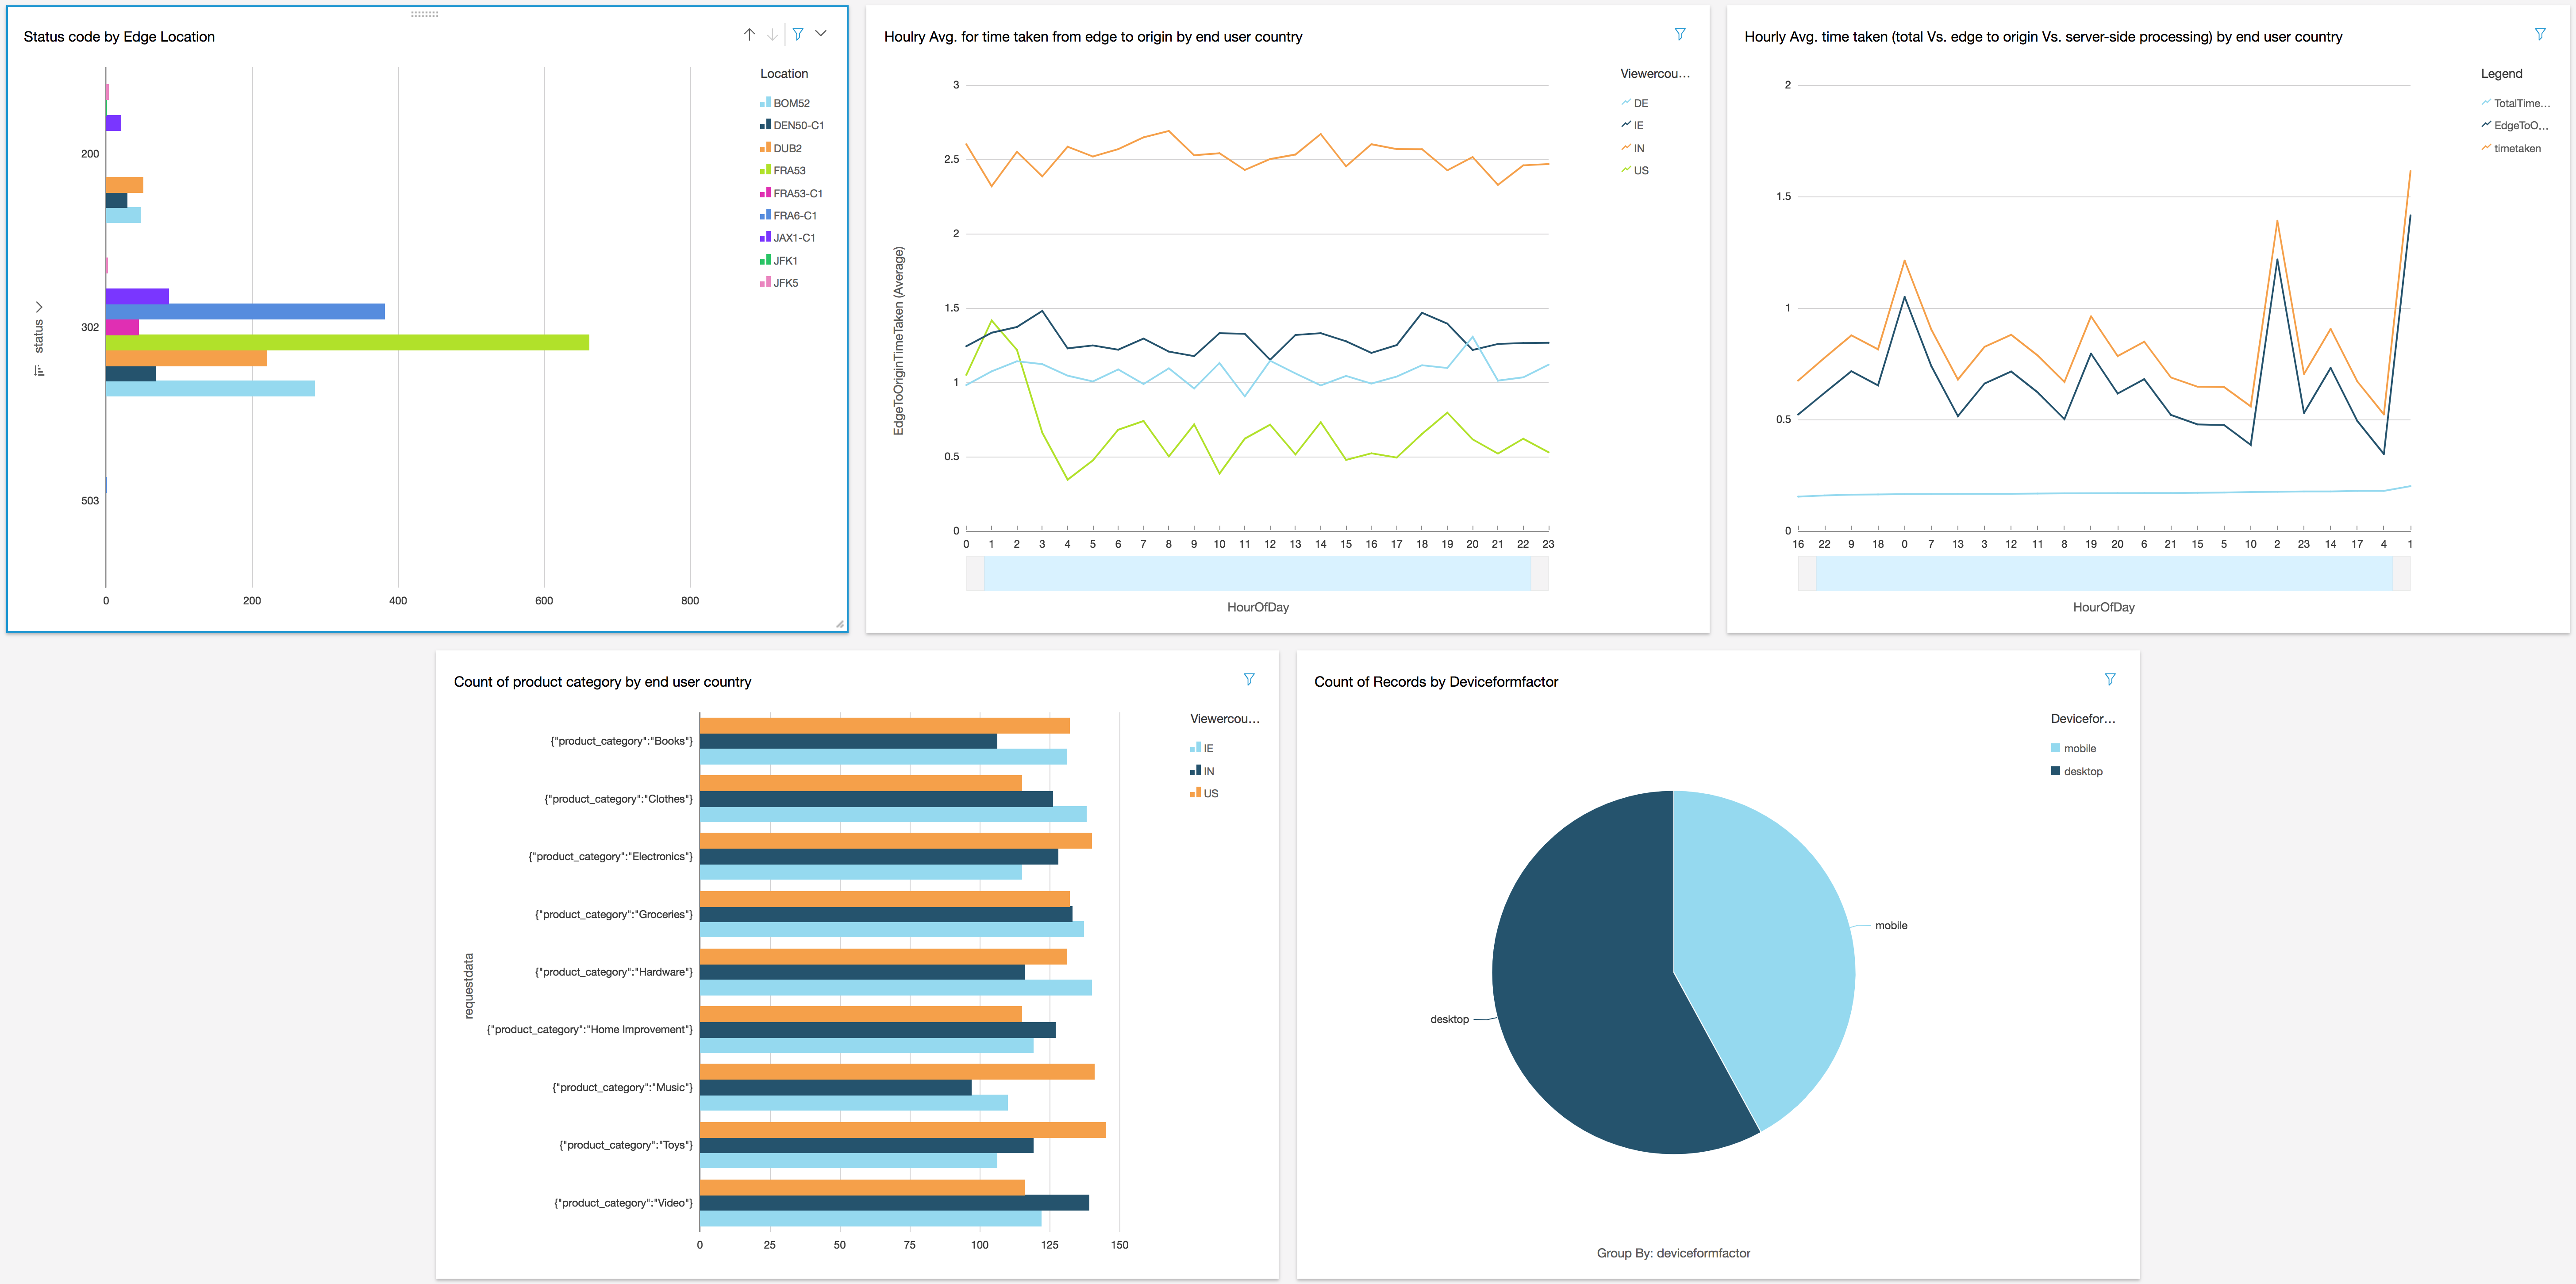 Status code by Edge Location
Location
BOM52
DEN50-C1
DUB2
FRA53
FRA53-C1
FRA6-C1
JAX1-C1
JFK1
JFK5
status
200
302
503
0 200 400 600 800
Houlry Avg. for time taken from edge to origin by end user country
Viewercou...
DE
IE
IN
US
EdgeToOriginTimeTaken (Average)
3
2.5
2
1.5
1
0.5
0
0 1 2 3 4 5 6 7 8 9 10 11 12 13 14 15 16 17 18 19 20 21 22 23
HourOfDay
Hourly Avg. time taken (total Vs. edge to origin Vs. server-side processing) by end user country
Legend
TotalTime...
EdgeToO...
timetaken
2
1.5
1
0.5
0
16 22 9 18 0 7 13 3 12 11 8 19 20 6 21 15 5 10 2 23 14 17 4 1
HourOfDay
Count of product category by end user country
Viewercou...
IE
IN
US
requestdata
{"product_category":"Books"}
{"product_category":"Clothes"}
{"product_category":"Electronics"}
{"product_category":"Groceries"}
{"product_category":"Hardware"}
{"product_category":"Home Improvement"}
{"product_category":"Music"}
{"product_category":"Toys"}
{"product_category":"Video"}
0 25 50 75 100 125 150
Count of Records by Deviceformfactor
Devicefor...
mobile
desktop
mobile
desktop
Group By: deviceformfactor